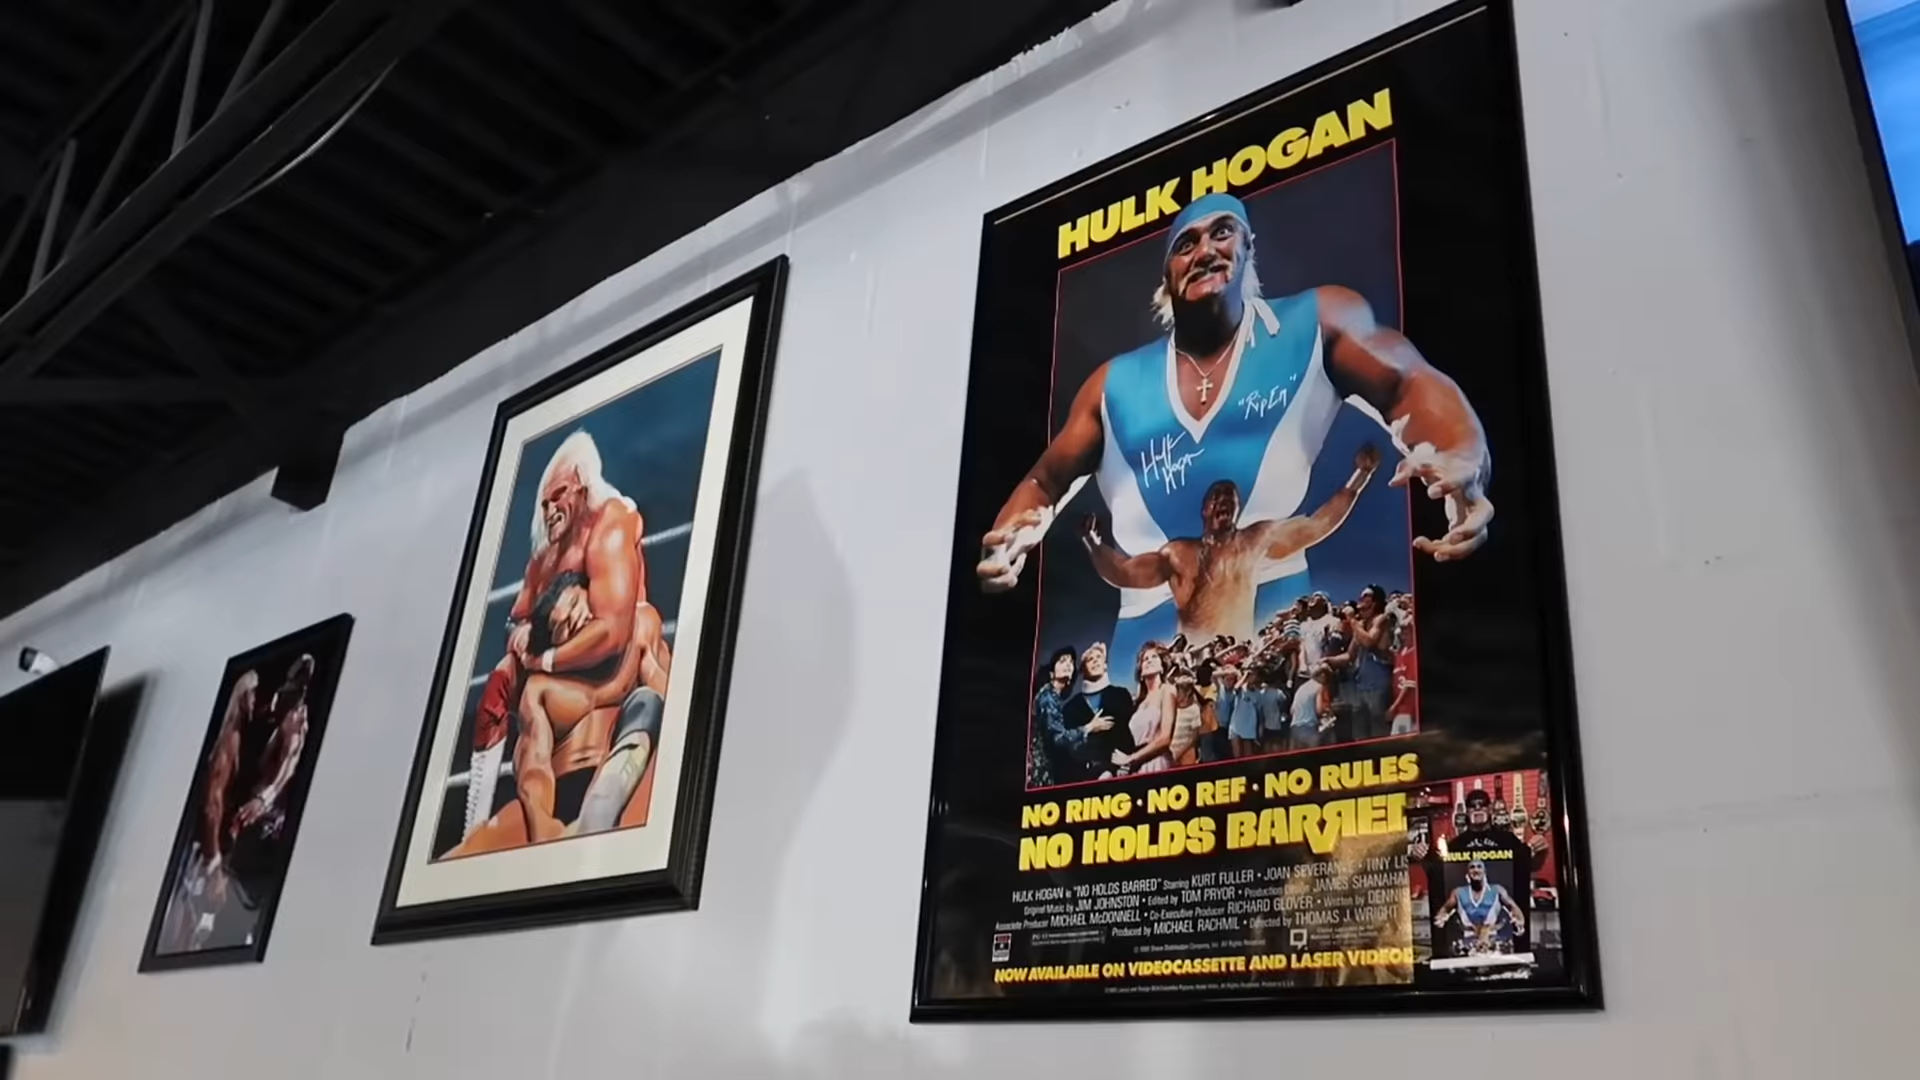 HULK HOGAN
"Rip Em"
Hulk
Hogan
NO RING · NO REF · NO RULES
NO HOLDS BARRED
HULK HOGAN in "NO HOLDS BARRED" Starring KURT FULLER · JOAN SEVERANCE · TINY LIS
Original Music by JIM JOHNSTON · Edited by TOM PRYOR · Production Design JAMES SHANAHAN
Associate Producer MICHAEL McDONNELL · Co-Executive Producer RICHARD GLOVER · Written by DENN
Produced by MICHAEL RACHMIL · Directed by THOMAS J. WRIGHT
NOW AVAILABLE ON VIDEOCASSETTE AND LASER VIDEOD
HULK HOGAN